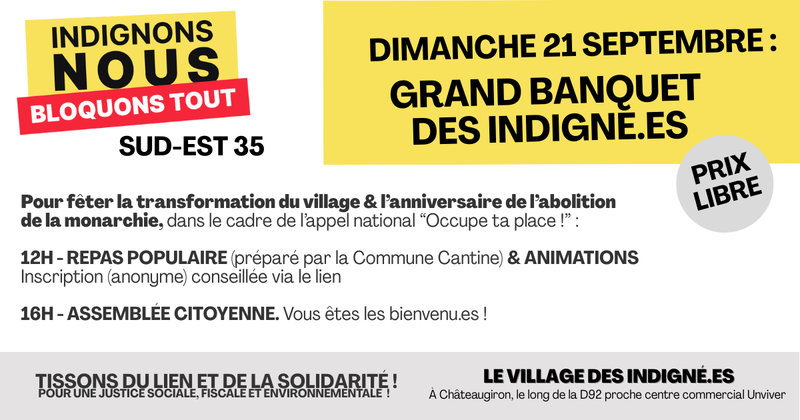 INDIGNONS
NOUS
BLOQUONS TOUT
SUD-EST 35
DIMANCHE 21 SEPTEMBRE :
GRAND BANQUET
DES INDIGNÉ.ES
PRIX
LIBRE
Pour fêter la transformation du village & l’anniversaire de l’abolition
de la monarchie, dans le cadre de l’appel national “Occupe ta place !” :
12H - REPAS POPULAIRE (préparé par la Commune Cantine) & ANIMATIONS
Inscription (anonyme) conseillée via le lien
16H - ASSEMBLÉE CITOYENNE. Vous êtes les bienvenu.es !
TISSONS DU LIEN ET DE LA SOLIDARITÉ !
POUR UNE JUSTICE SOCIALE, FISCALE ET ENVIRONNEMENTALE !
LE VILLAGE DES INDIGNÉ.ES
À Châteaugiron, le long de la D92 proche centre commercial Univer